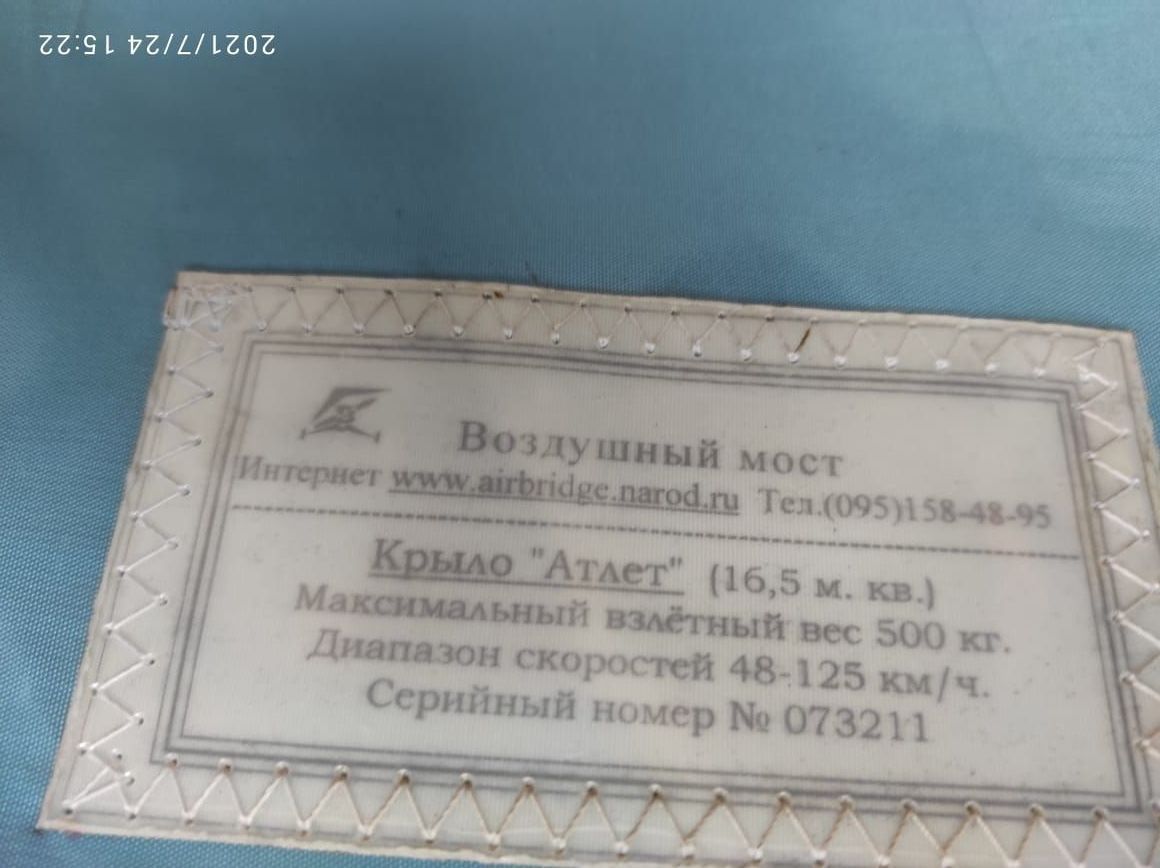 2021/7/24 15:22
Воздушный мост
Интернет www.airbridge.narod.ru Тел.(095)158-48-95
Крыло "Атлет" (16,5 м. кв.)
Максимальный взлётный вес 500 кг.
Диапазон скоростей 48-125 км/ч.
Серийный номер № 073211